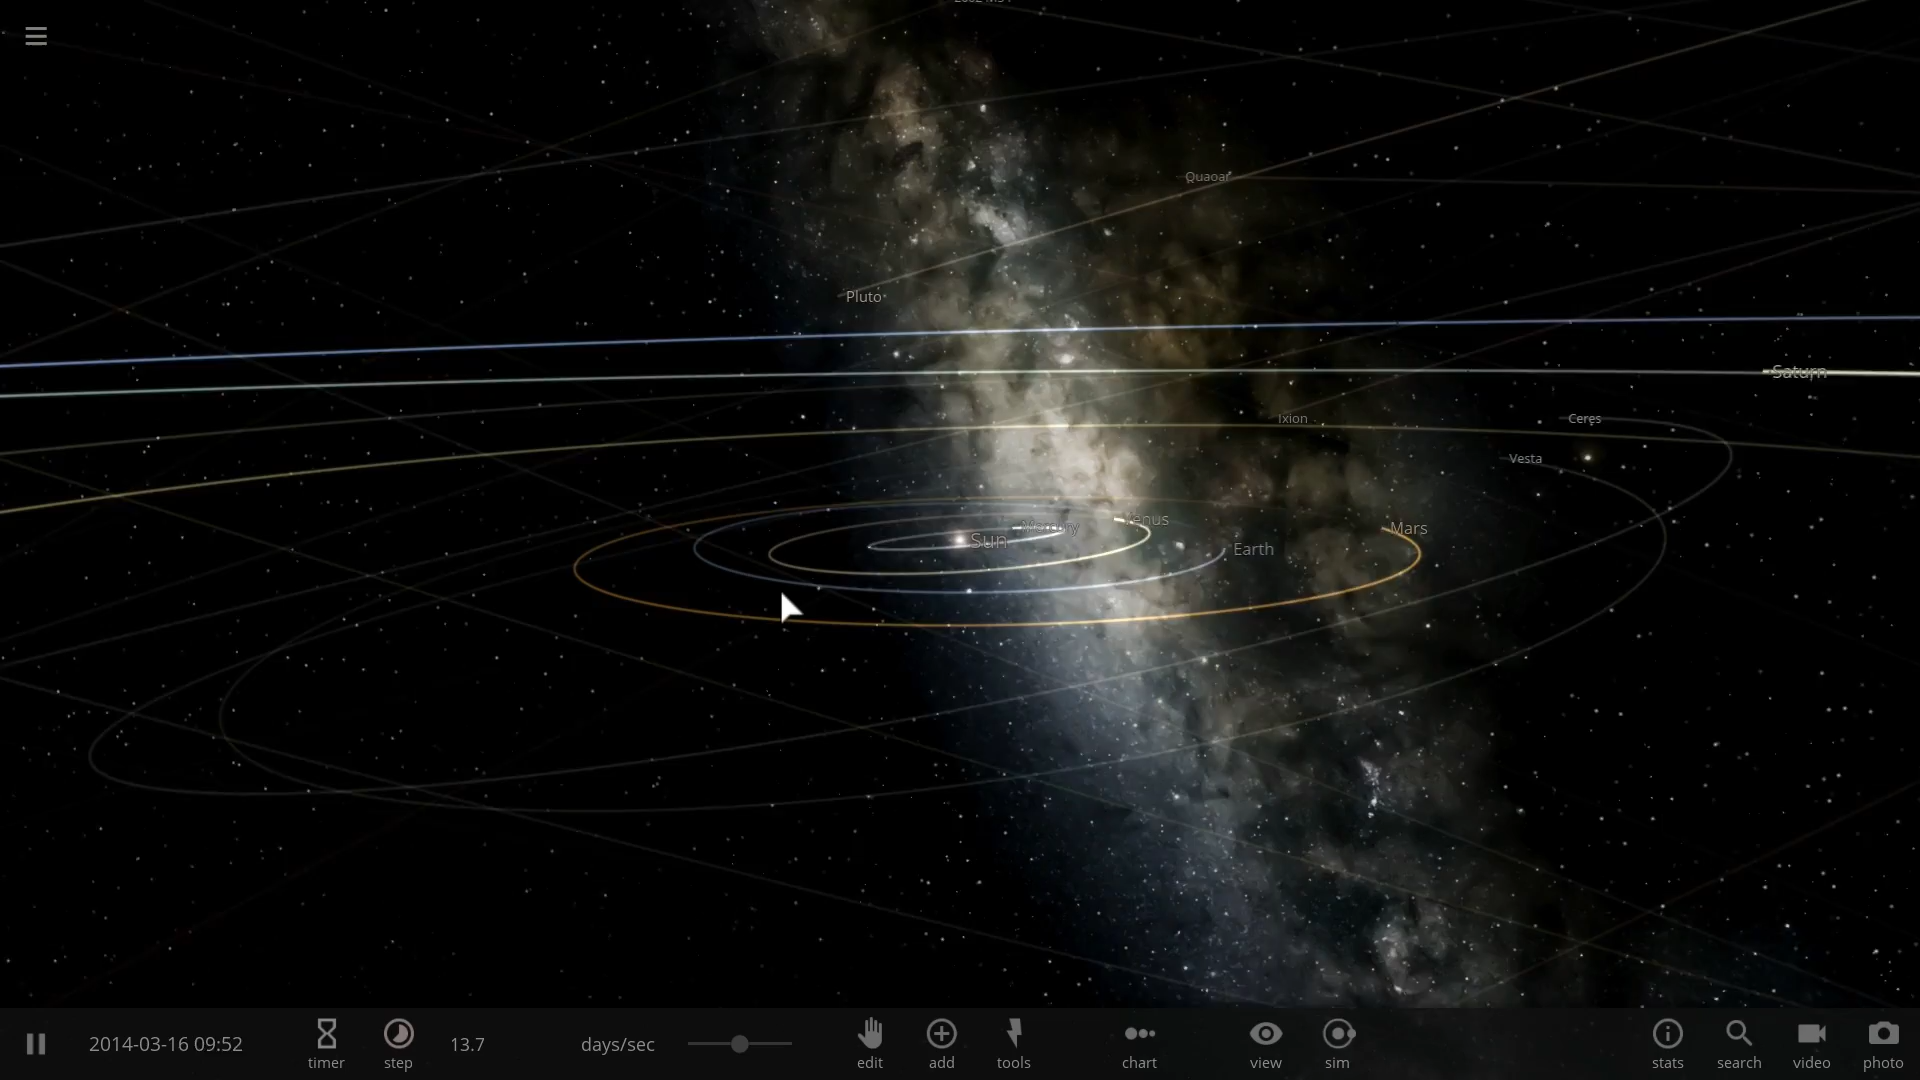 Quaoar
Pluto
Saturn
Ixion
Ceres
Vesta
Mercury
Venus
Mars
Sun
Earth
2014-03-16 09:52
timer
step
13.7
days/sec
edit
add
tools
chart
view
sim
stats
search
video
photo